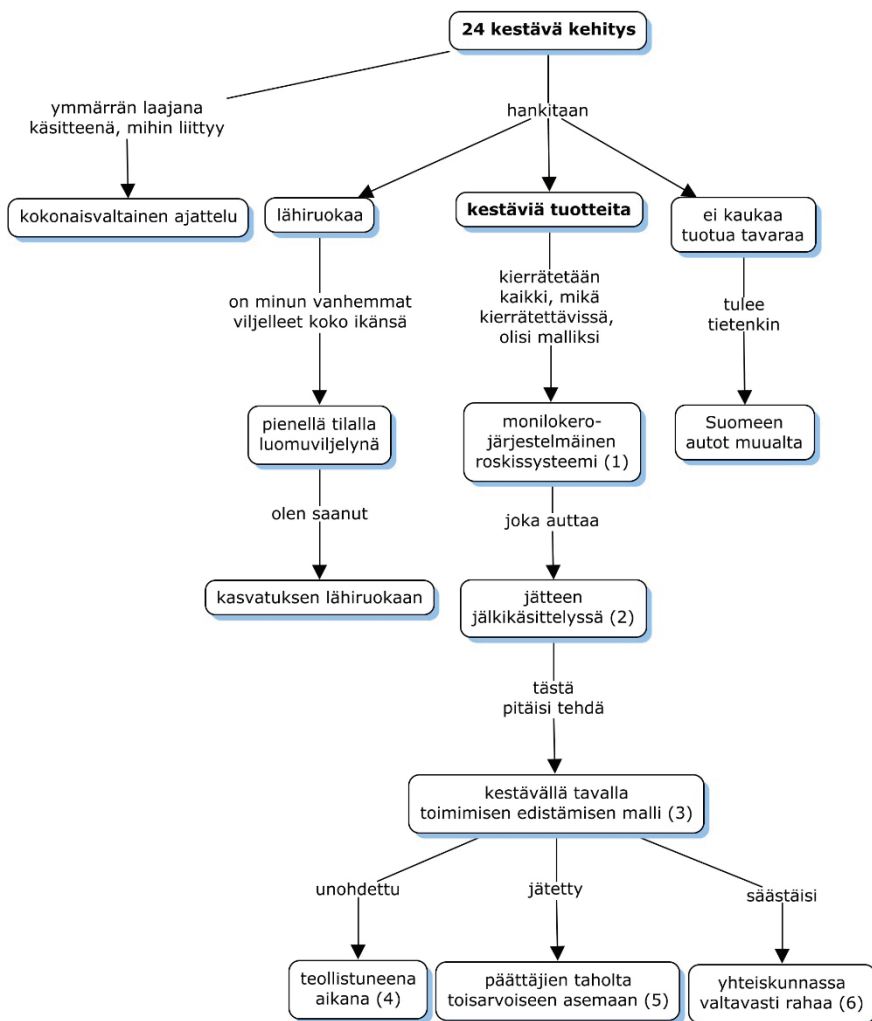 24 kestävä kehitys
ymmärrän laajana
käsitteenä, mihin liittyy
hankitaan
kokonaisvaltainen ajattelu
lähiruokaa
kestäviä tuotteita
ei kaukaa
tuotua tavaraa
on minun vanhemmat
viljelleet koko ikänsä
kierrätetään
kaikki, mikä
kierrätettävissä,
olisi malliksi
tulee
tietenkin
pienellä tilalla
luomuviljelynä
monilokero-
järjestelmäinen
roskissysteemi (1)
Suomeen
autot muualta
olen saanut
joka auttaa
kasvatuksen lähiruokaan
jätteen
jälkikäsittelyssä (2)
tästä
pitäisi tehdä
kestävällä tavalla
toimimisen edistämisen malli (3)
unohdettu
jätetty
säästäisi
teollistuneena
aikana (4)
päättäjien taholta
toisarvoiseen asemaan (5)
yhteiskunnassa
valtavasti rahaa (6)